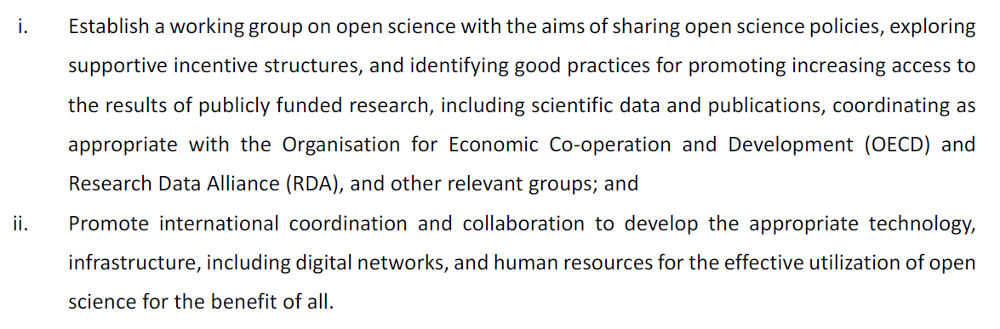 i. Establish a working group on open science with the aims of sharing open science policies, exploring
supportive incentive structures, and identifying good practices for promoting increasing access to
the results of publicly funded research, including scientific data and publications, coordinating as
appropriate with the Organisation for Economic Co-operation and Development (OECD) and
Research Data Alliance (RDA), and other relevant groups; and
ii. Promote international coordination and collaboration to develop the appropriate technology,
infrastructure, including digital networks, and human resources for the effective utilization of open
science for the benefit of all.